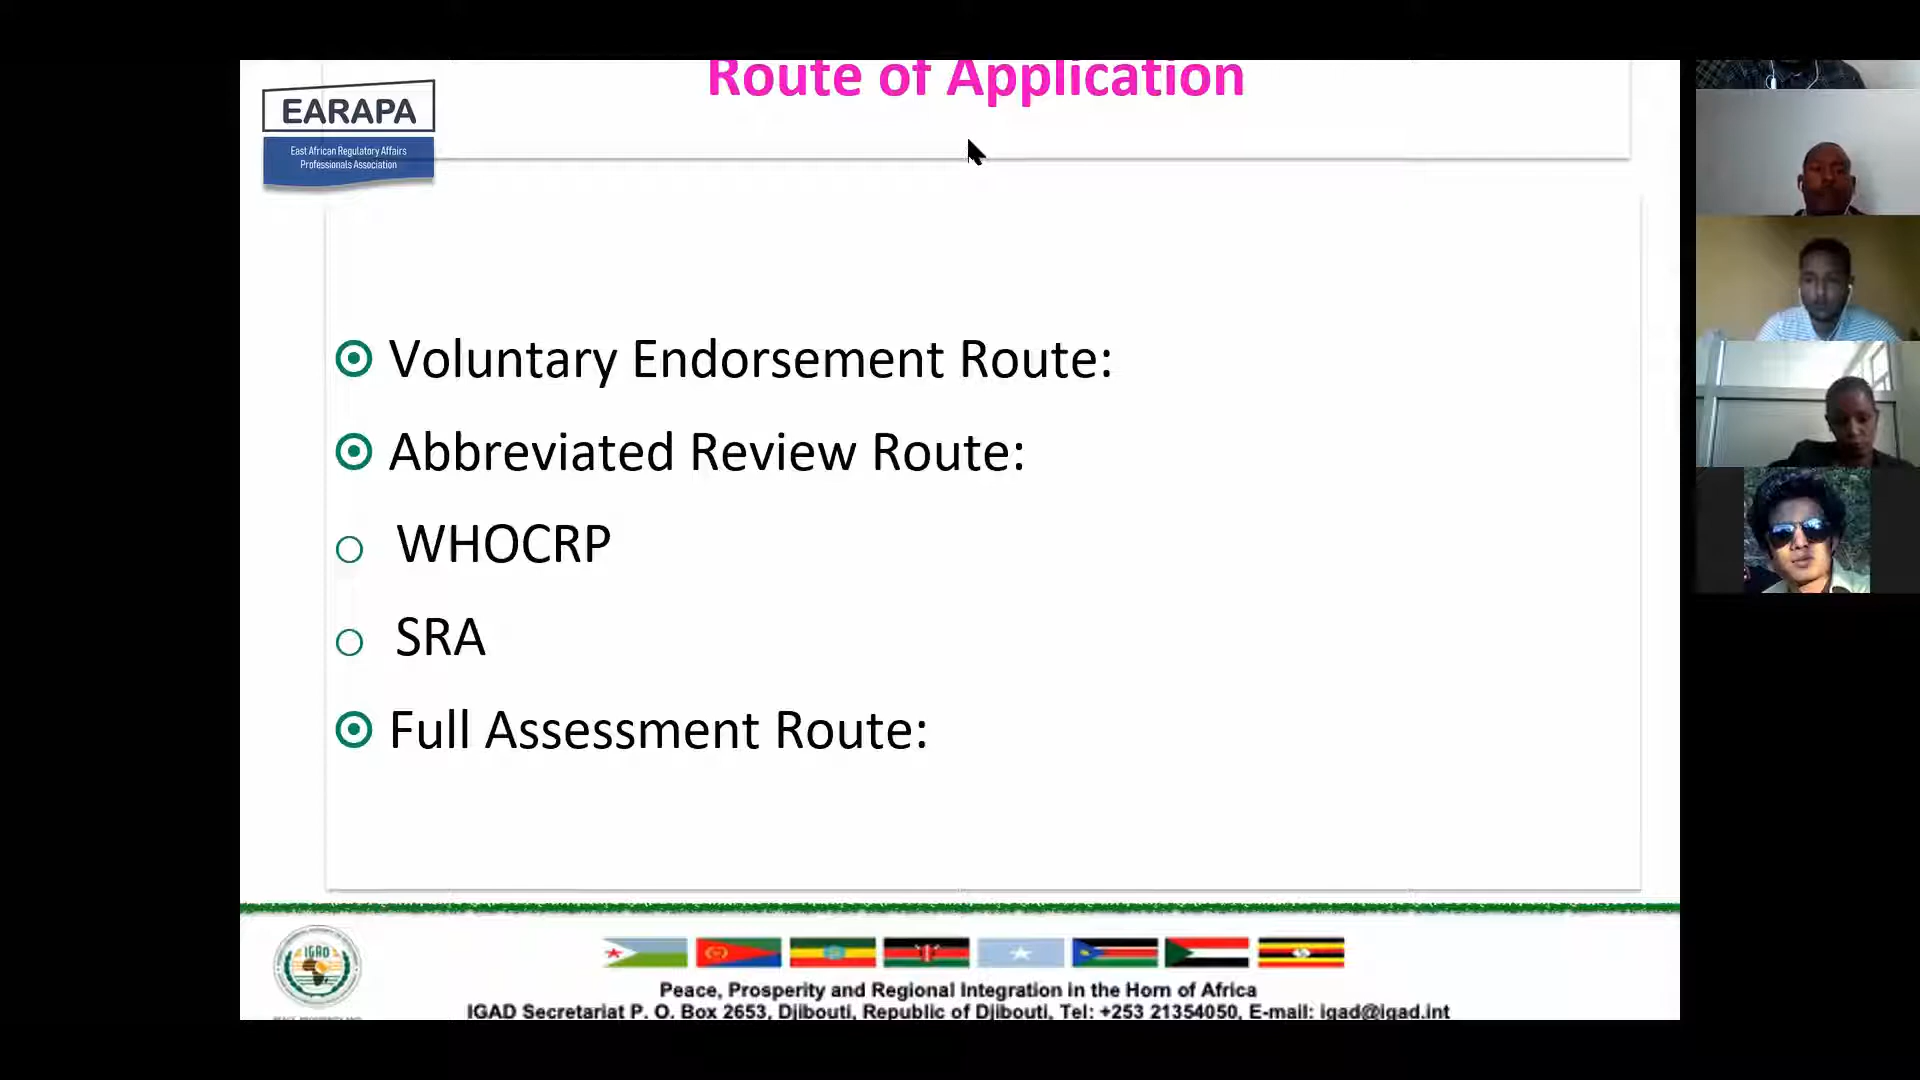 Route of Application
EARAPA
East African Regulatory Affairs
Professionals Association
Voluntary Endorsement Route:
Abbreviated Review Route:
WHOCRP
SRA
Full Assessment Route:
IGAD
Peace, Prosperity and Regional Integration in the Horn of Africa
IGAD Secretariat P. O. Box 2653, Djibouti, Republic of Djibouti, Tel: +253 21354050, E-mail: igad@igad.int